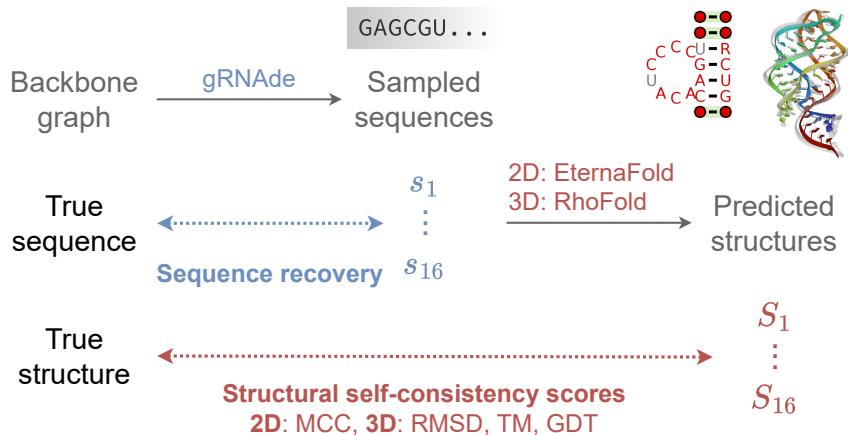 GAGCGU...
Backbone
graph
gRNAde
Sampled
sequences
C C C C U G A C A A C A U C
R C U G
2D: EternaFold
3D: RhoFold
Predicted
structures
True
sequence
s1
⋮
s16
Sequence recovery
True
structure
S1
⋮
S16
Structural self-consistency scores
2D: MCC, 3D: RMSD, TM, GDT